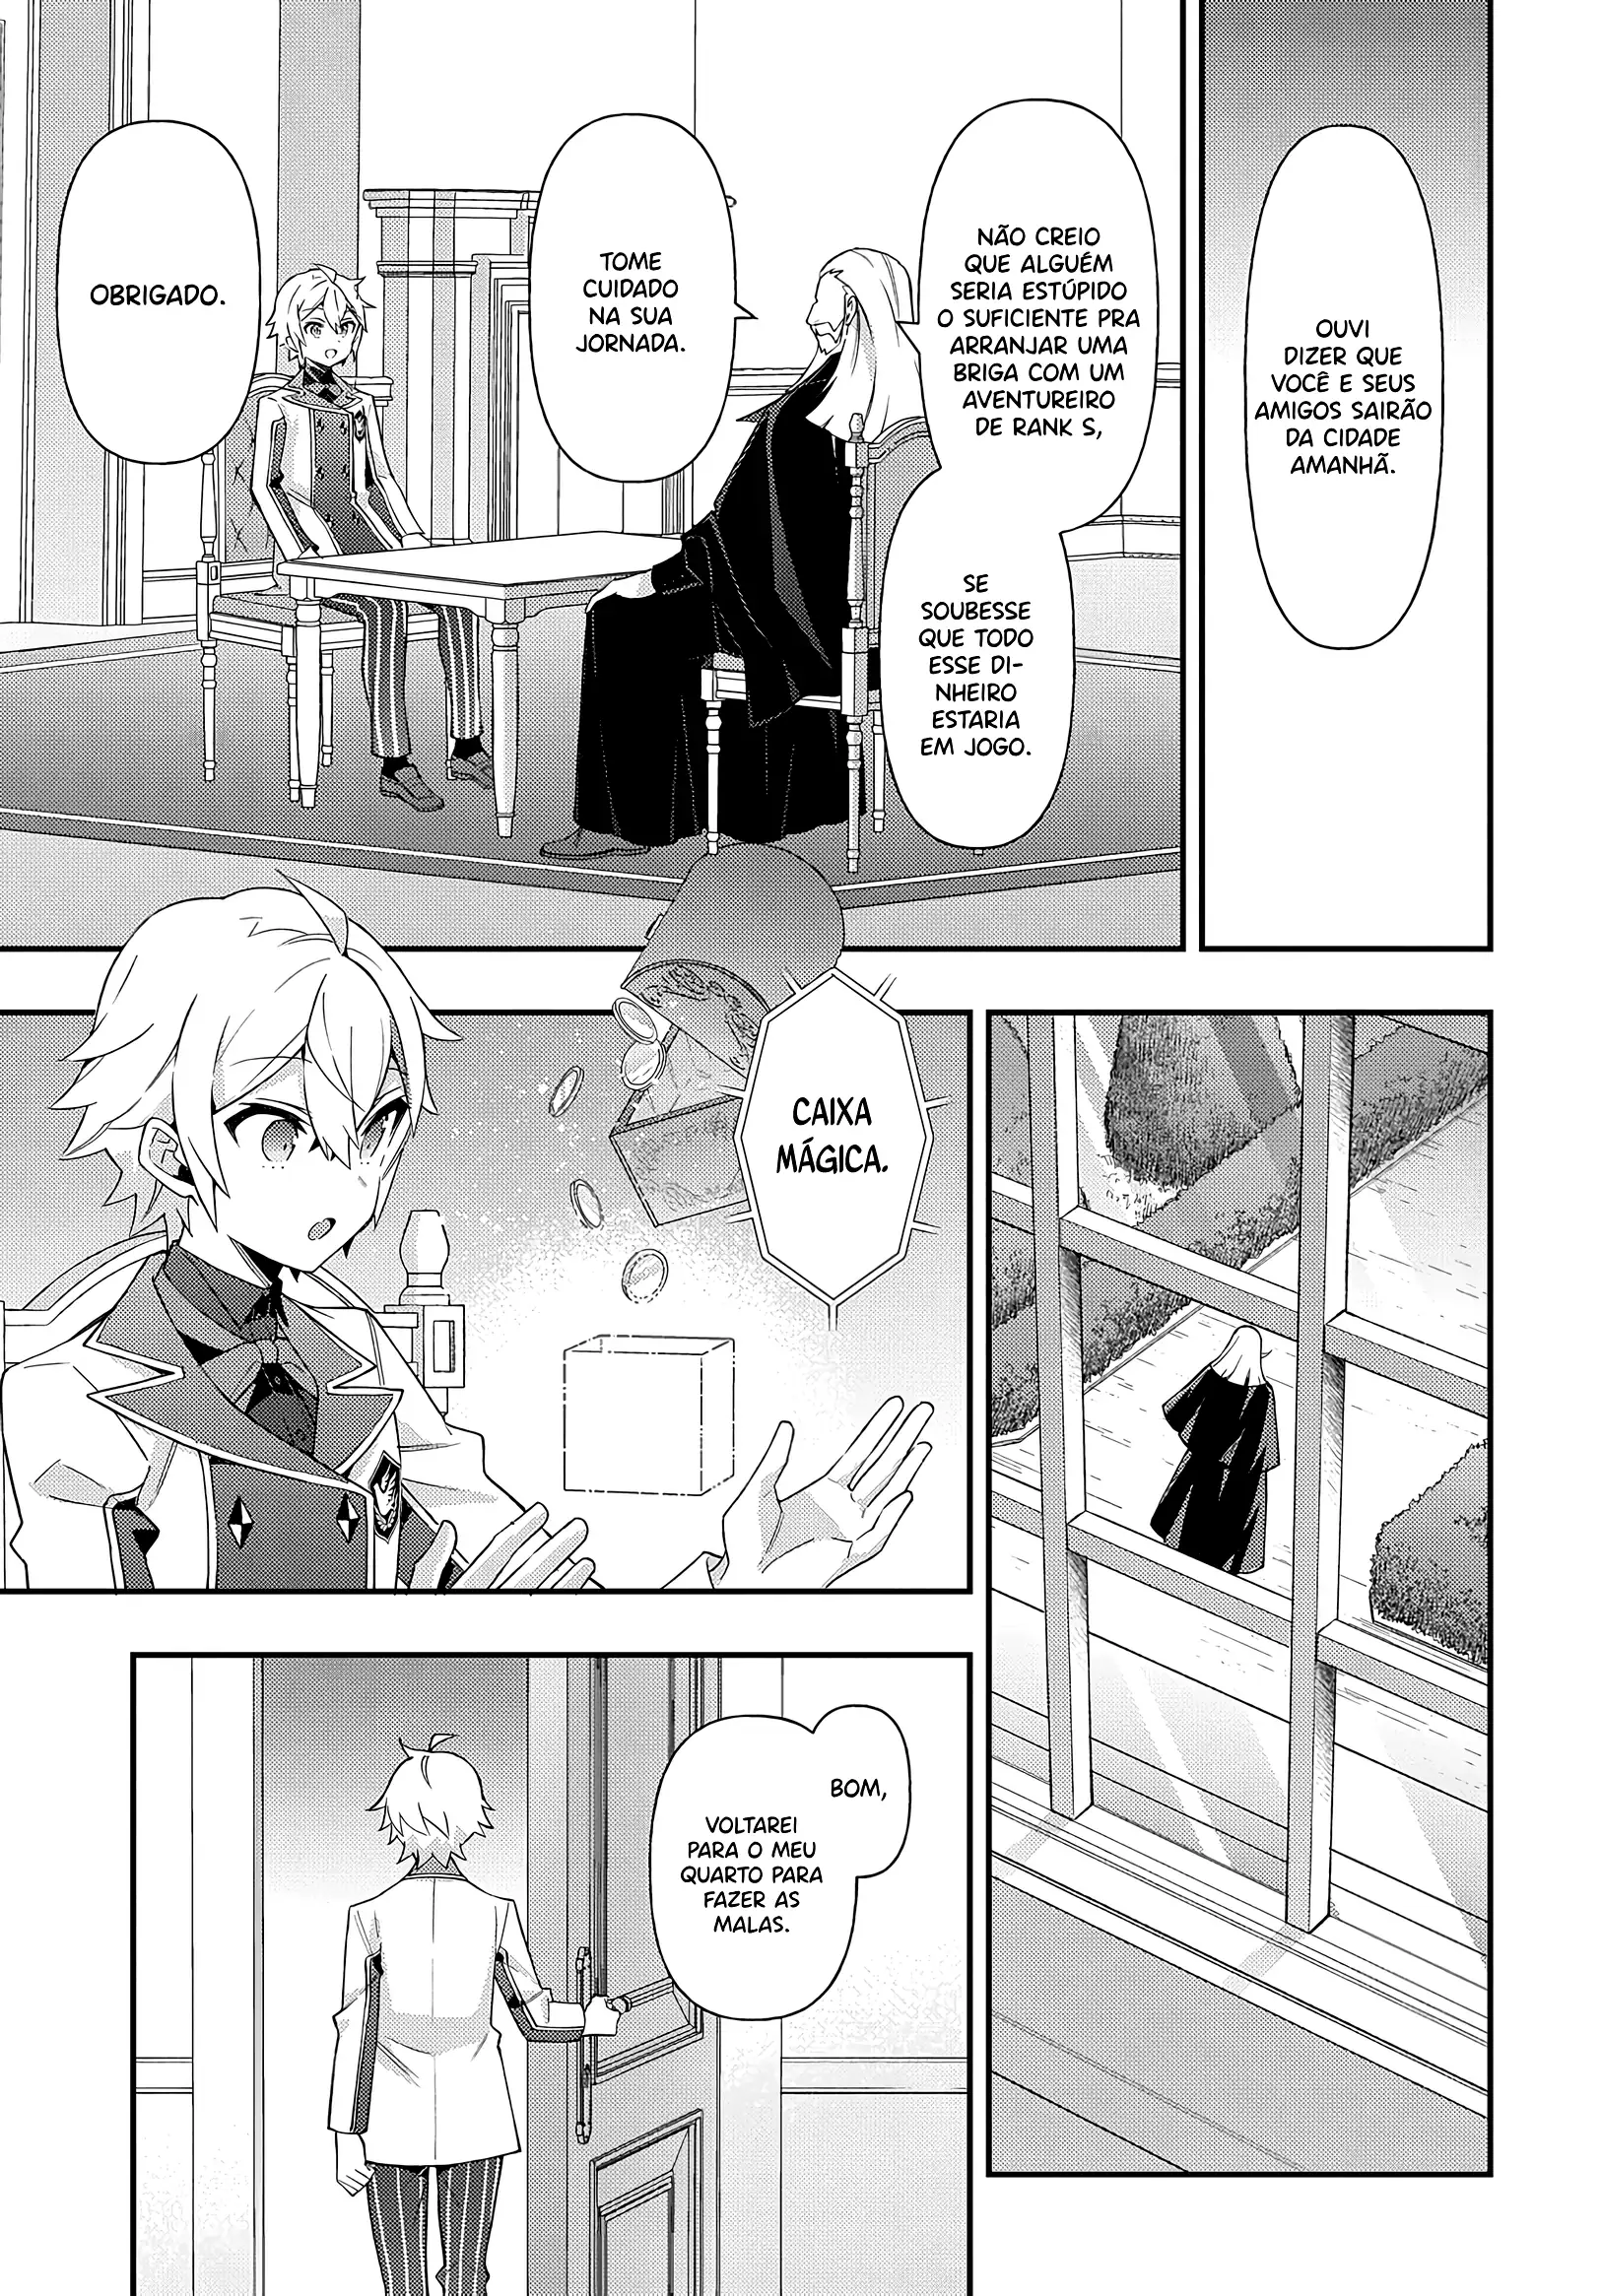 OUVI
DIZER QUE
VOCÊ E SEUS
AMIGOS SAIRÃO
DA CIDADE
AMANHÃ.
NÃO CREIO
QUE ALGUÉM
SERIA ESTÚPIDO
O SUFICIENTE PRA
ARRANJAR UMA
BRIGA COM UM
AVENTUREIRO
DE RANK S,
SE
SOUBESSE
QUE TODO
ESSE DI-
NHEIRO
ESTARIA
EM JOGO.
TOME
CUIDADO
NA SUA
JORNADA.
OBRIGADO.
CAIXA
MÁGICA.
BOM,
VOLTAREI
PARA O MEU
QUARTO PARA
FAZER AS
MALAS.